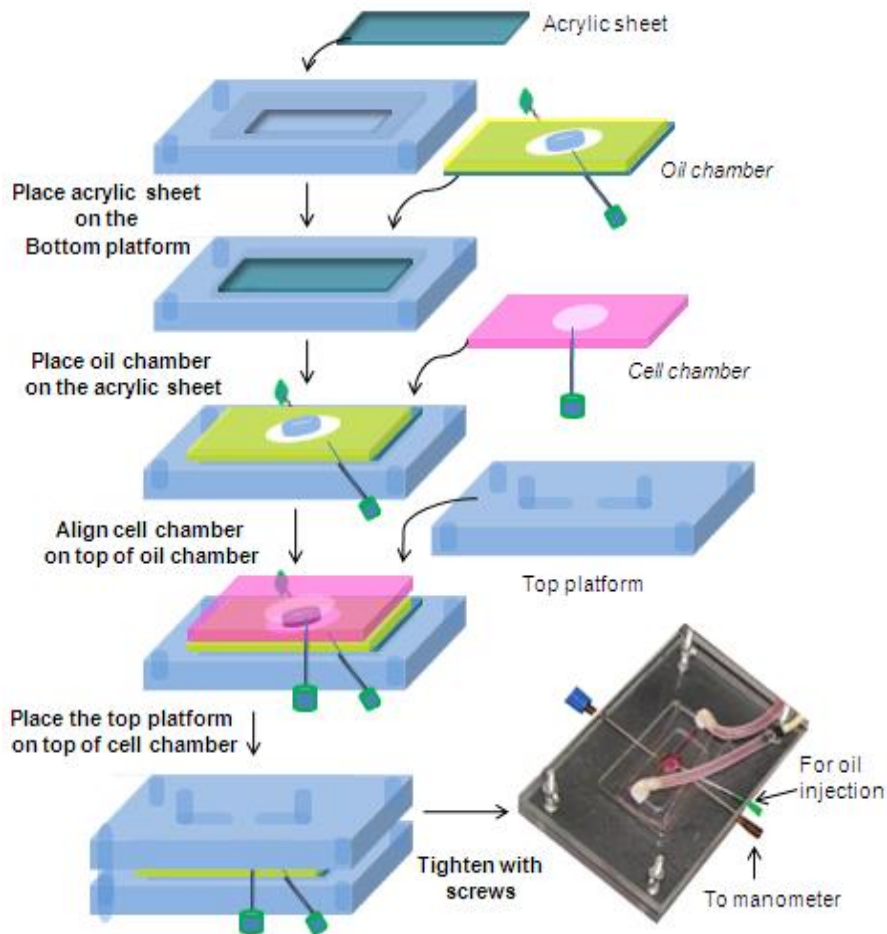 Acrylic sheet
Oil chamber
Place acrylic sheet
on the
Bottom platform
Cell chamber
Place oil chamber
on the acrylic sheet
Align cell chamber
on top of oil chamber
Top platform
Place the top platform
on top of cell chamber
For oil
injection
Tighten with
screws
To manometer